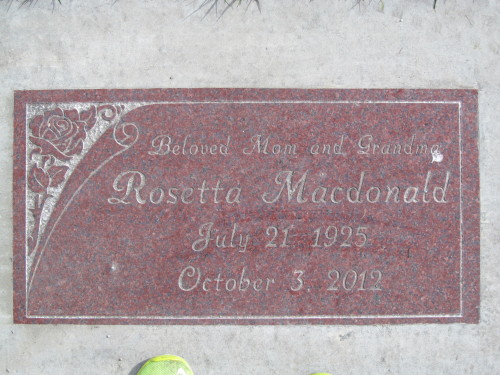 Beloved Mom and Grandma
Rosetta Macdonald
July 21, 1925
October 3, 2012